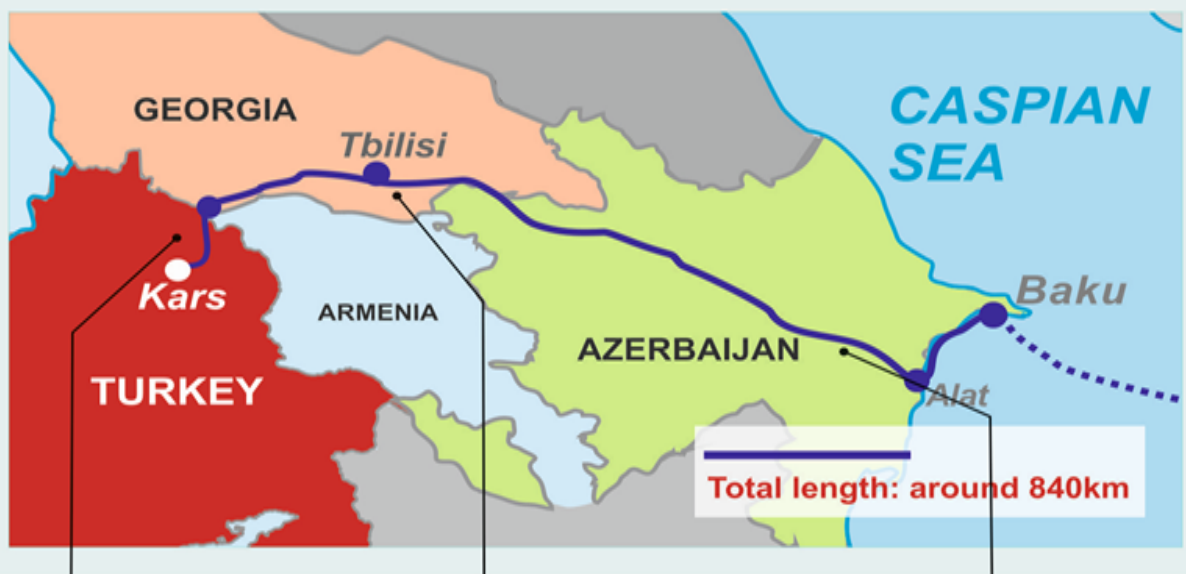 GEORGIA
Tbilisi
CASPIAN
SEA
Kars
ARMENIA
Baku
AZERBAIJAN
TURKEY
Alat
Total length: around 840km